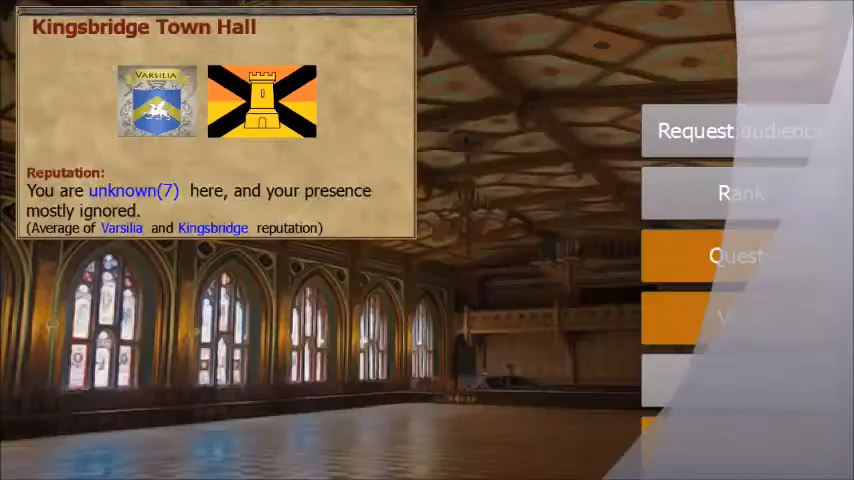 Kingsbridge Town Hall
VARSILIA
Reputation:
You are unknown(7) here, and your presence
mostly ignored.
(Average of Varsilia and Kingsbridge reputation)
Request audience
Rank
Quest